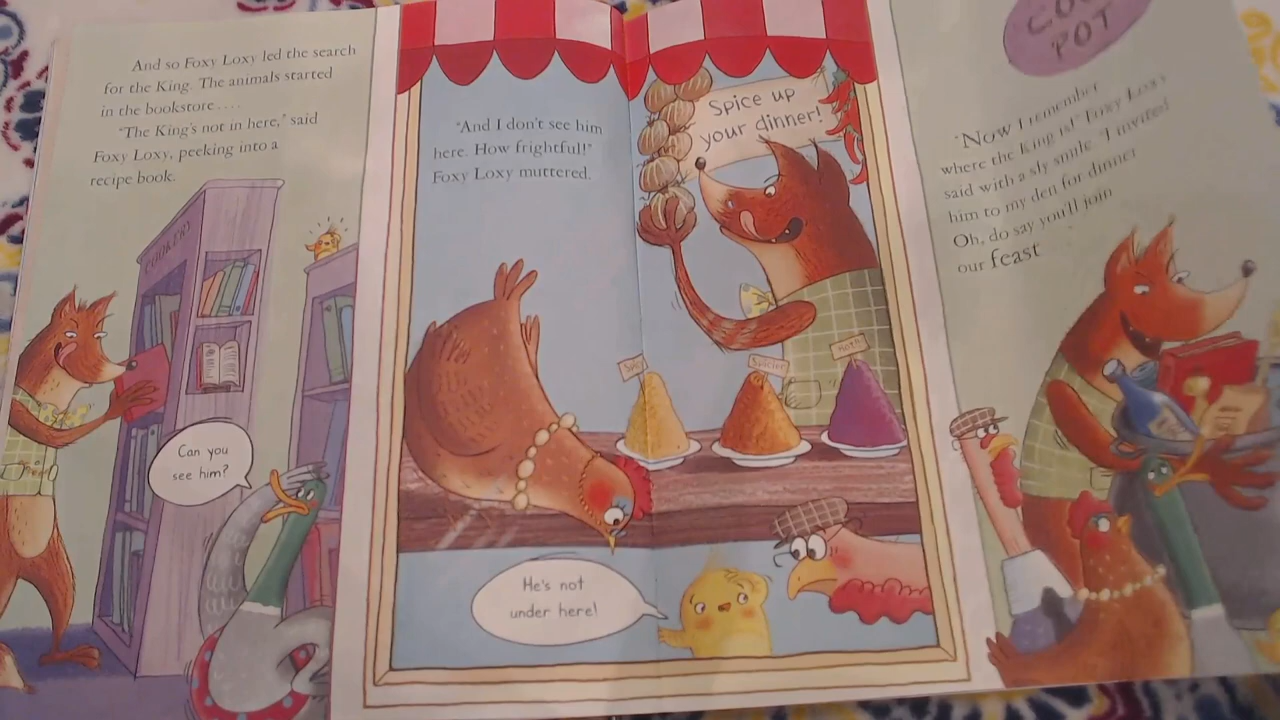 And so Foxy Loxy led the search
for the King. The animals started
in the bookstore . . . .
"The King's not in here," said
Foxy Loxy, peeking into a
recipe book.
COOKERY
Can you
see him?
"And I don't see him
here. How frightful!"
Foxy Loxy muttered.
Spice up
your dinner!
Spicier
He's not
under here!
POT
"Now I remember
where the King is!" Foxy Loxy
said with a sly smile. "I invited
him to my den for dinner
Oh, do say you'll join
our feast